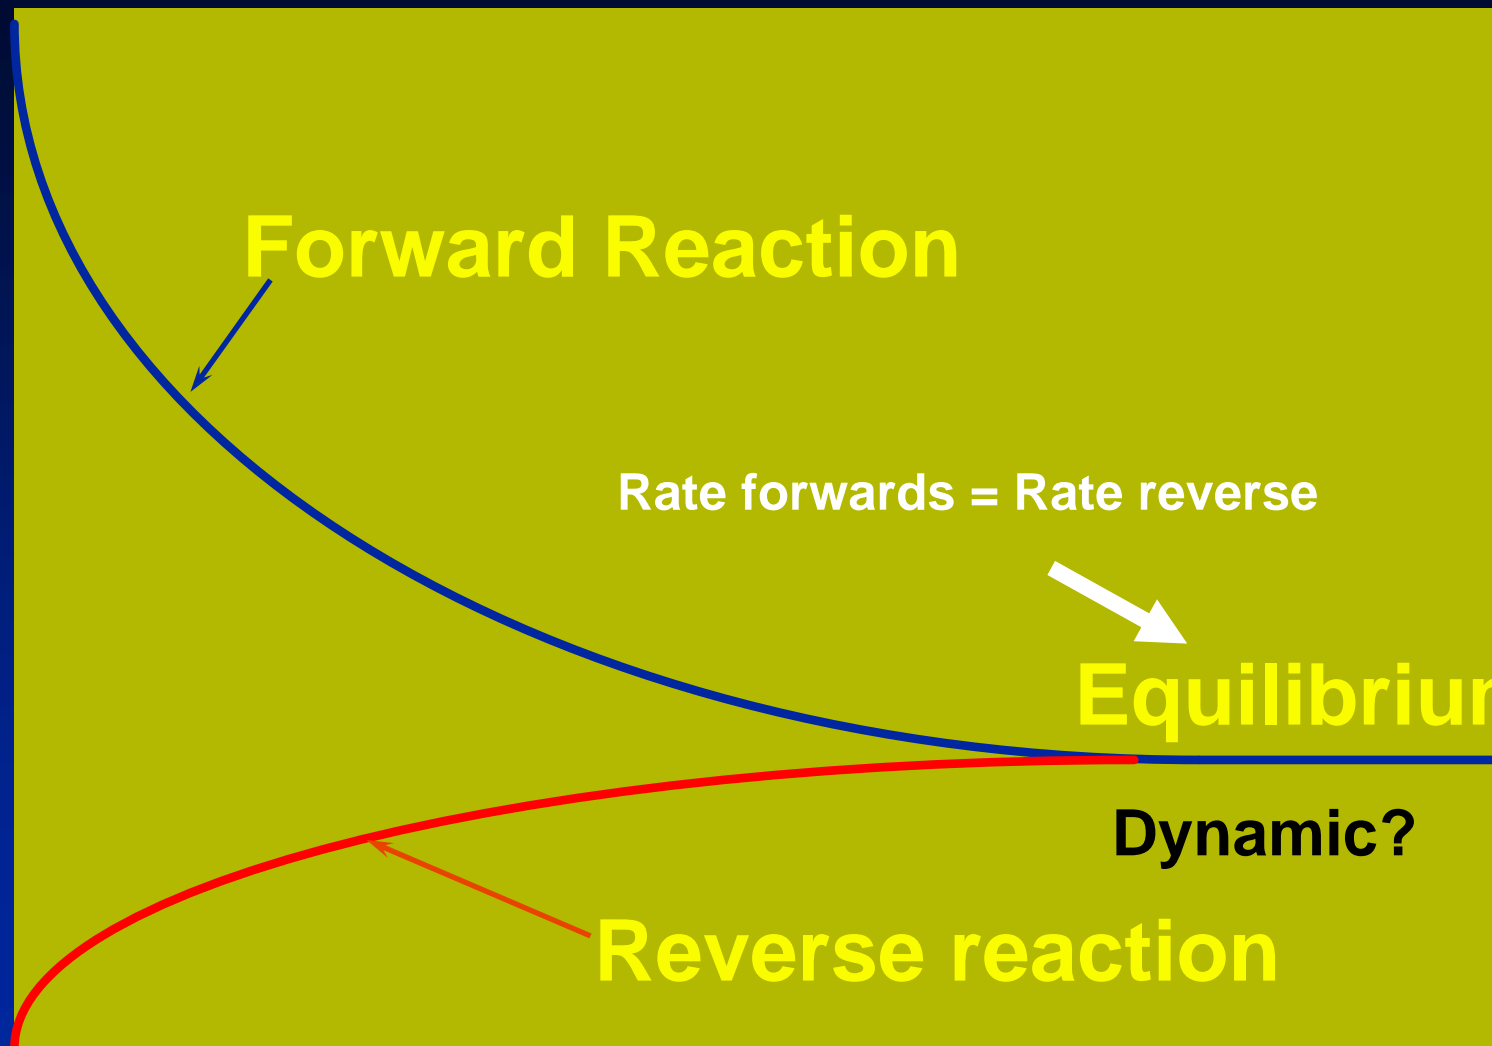 Forward Reaction
Rate forwards = Rate reverse
Equilibriu
Dynamic?
Reverse reaction